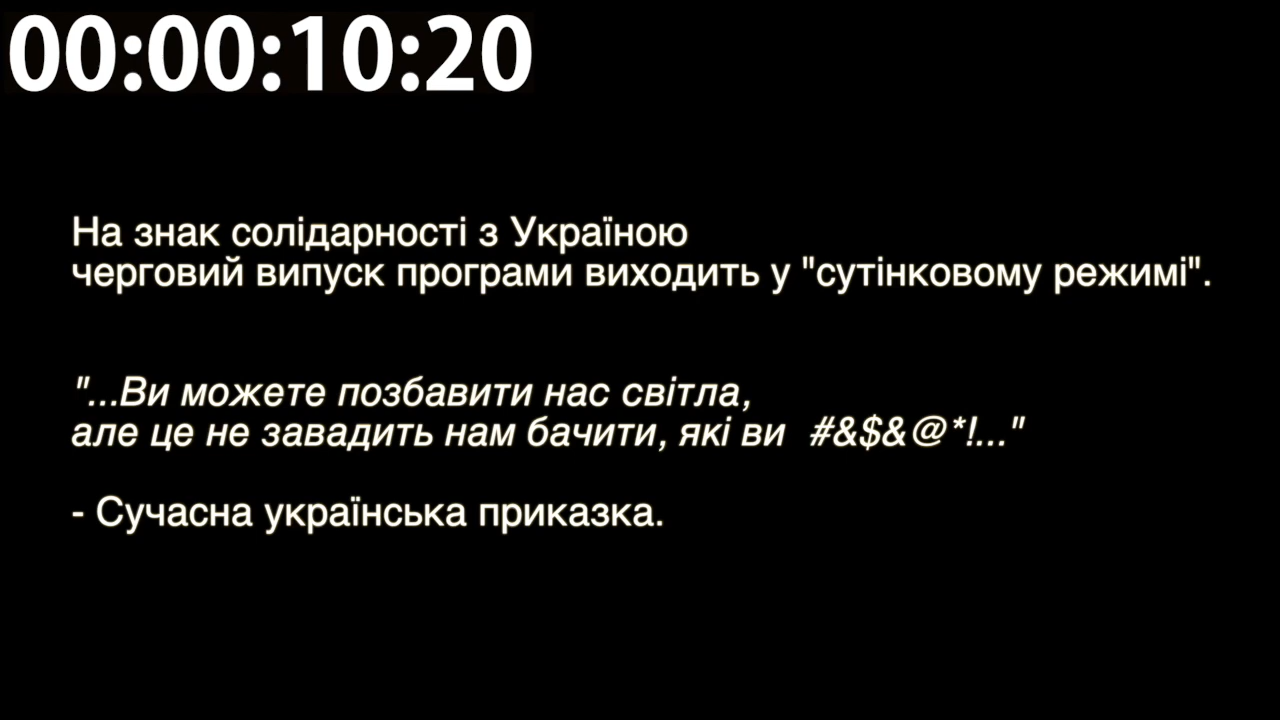 00:00:10:20
На знак солідарності з Україною
черговий випуск програми виходить у "сутінковому режимі".
"...Ви можете позбавити нас світла,
але це не завадить нам бачити, які ви  #&$&@*!..."
- Сучасна українська приказка.